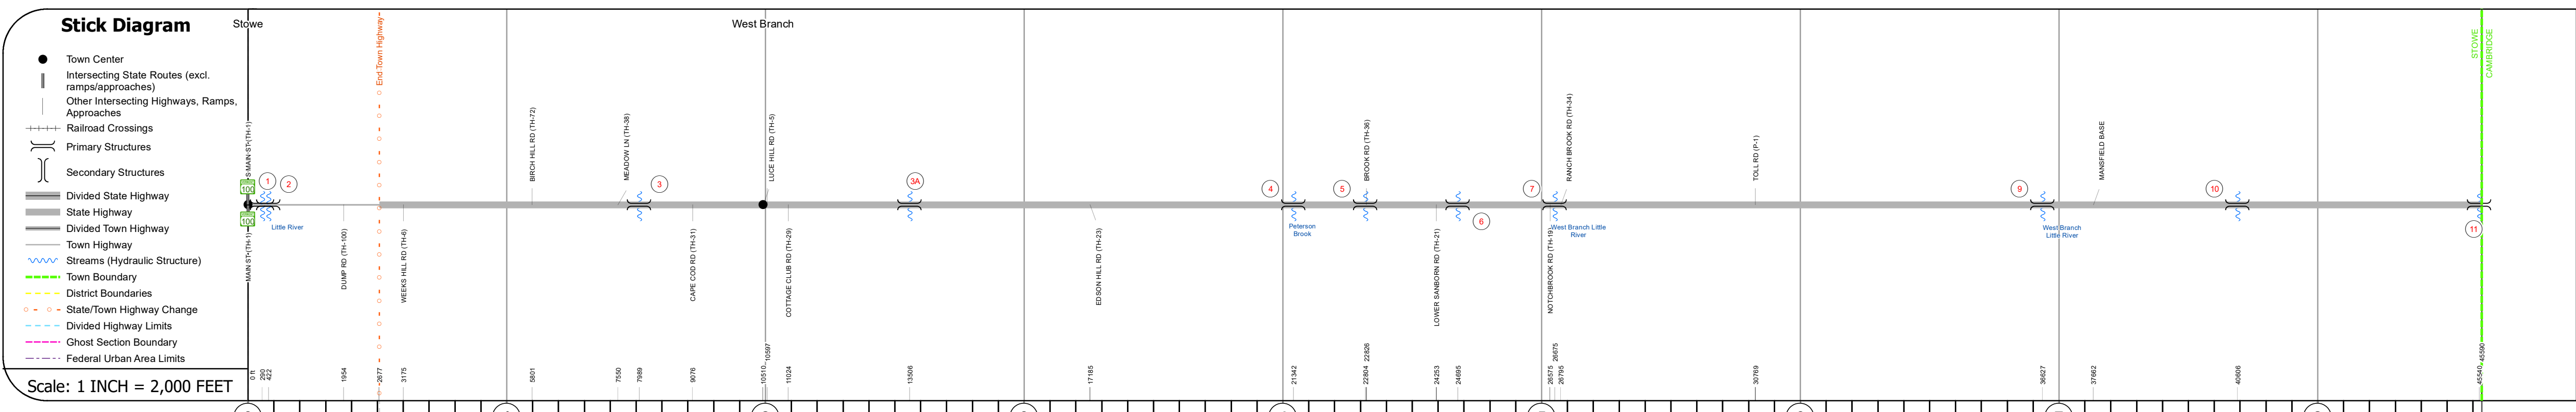 Stick Diagram
Town Center
Intersecting State Routes (excl.
ramps/approaches)
Other Intersecting Highways, Ramps,
Approaches
Railroad Crossings
Primary Structures
Secondary Structures
Divided State Highway
State Highway
Divided Town Highway
Town Highway
Streams (Hydraulic Structure)
Town Boundary
District Boundaries
State/Town Highway Change
Divided Highway Limits
Ghost Section Boundary
Federal Urban Area Limits
Scale: 1 INCH = 2,000 FEET
Stowe
West Branch
End Town Highway
STOWE
CAMBRIDGE
S MAIN ST (TH-1)
BIRCH HILL RD (TH-72)
MEADOW LN (TH-38)
LUCE HILL RD (TH-5)
BROOK RD (TH-36)
RANCH BROOK RD (TH-34)
TOLL RD (P-1)
MANSFIELD BASE
100
100
1
2
3
3A
4
5
6
7
9
10
11
Little River
Peterson
Brook
West Branch Little
River
West Branch
Little River
MAIN ST (TH-1)
DUMP RD (TH-100)
WEEKS HILL RD (TH-6)
CAPE COD RD (TH-31)
COTTAGE CLUB RD (TH-29)
EDSON HILL RD (TH-23)
LOWER SANBORN RD (TH-21)
NOTCHBROOK RD (TH-19)
0 ft
290
422
1954
2677
3175
5801
7550
7989
9076
10510
10597
11024
13506
17185
21342
22804
22826
24253
24695
26575
26675
26795
30769
36627
37662
40606
45540
45590